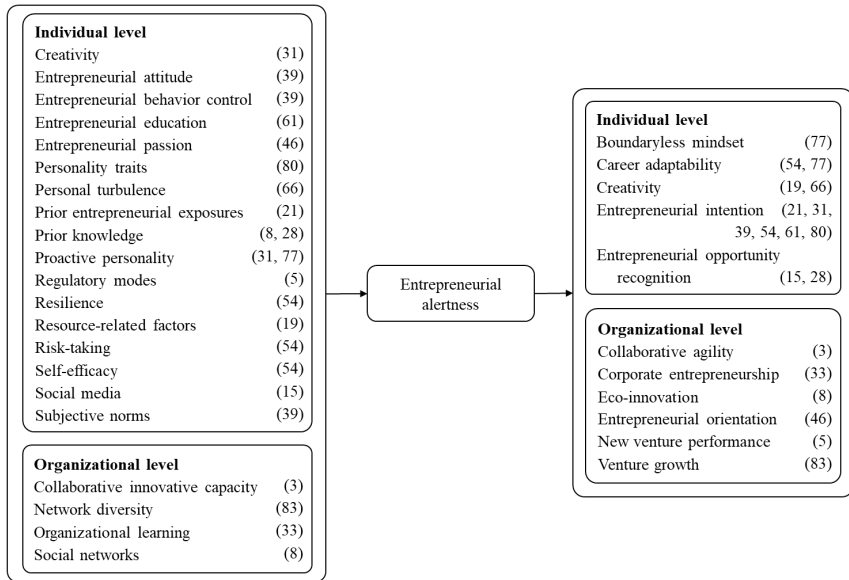 Individual level
Creativity (31)
Entrepreneurial attitude (39)
Entrepreneurial behavior control (39)
Entrepreneurial education (61)
Entrepreneurial passion (46)
Personality traits (80)
Personal turbulence (66)
Prior entrepreneurial exposures (21)
Prior knowledge (8, 28)
Proactive personality (31, 77)
Regulatory modes (5)
Resilience (54)
Resource-related factors (19)
Risk-taking (54)
Self-efficacy (54)
Social media (15)
Subjective norms (39)
Organizational level
Collaborative innovative capacity (3)
Network diversity (83)
Organizational learning (33)
Social networks (8)
Entrepreneurial
alertness
Individual level
Boundaryless mindset (77)
Career adaptability (54, 77)
Creativity (19, 66)
Entrepreneurial intention (21, 31,
39, 54, 61, 80)
Entrepreneurial opportunity
recognition (15, 28)
Organizational level
Collaborative agility (3)
Corporate entrepreneurship (33)
Eco-innovation (8)
Entrepreneurial orientation (46)
New venture performance (5)
Venture growth (83)